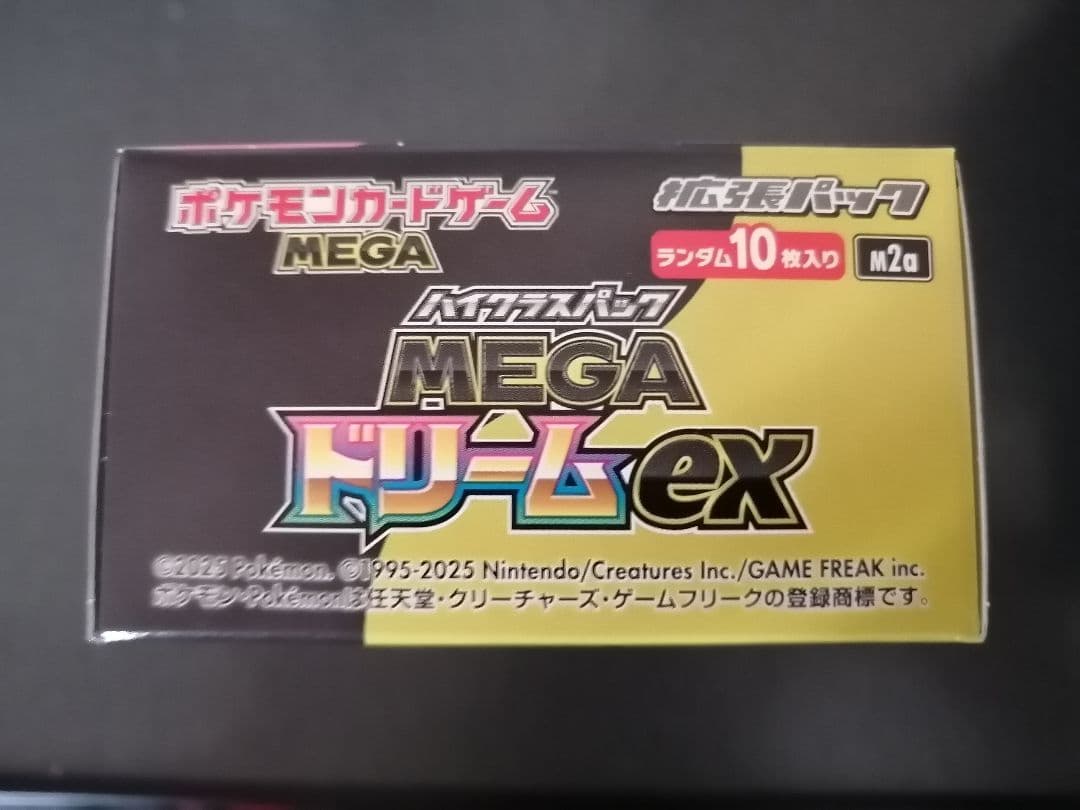 ポケモンカードゲーム
MEGA
拡張パック
ランダム10枚入り
M2a
ハイクラスパック
MEGA
ドリームex
©2025 Pokémon. ©1995-2025 Nintendo/Creatures Inc./GAME FREAK inc.
ポケモン・Pokémonは任天堂・クリーチャーズ・ゲームフリークの登録商標です。